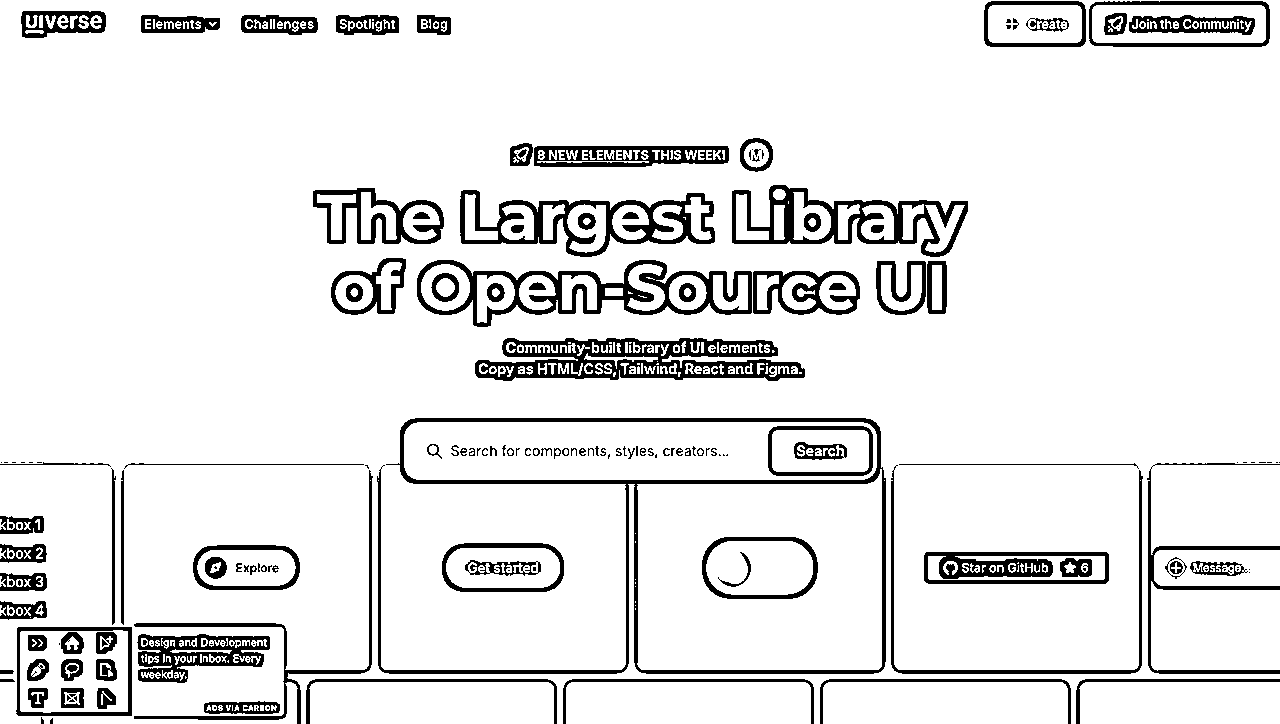 uiverse
Elements
Challenges
Spotlight
Blog
Create
Join the Community
8 NEW ELEMENTS THIS WEEK!
M
The Largest Library
of Open-Source UI
Community-built library of UI elements.
Copy as HTML/CSS, Tailwind, React and Figma.
Search for components, styles, creators...
Search
kbox 1
kbox 2
kbox 3
kbox 4
Explore
Get started
Star on GitHub 6
Message...
Design and Development
tips in your inbox. Every
weekday.
ADS VIA CARBON